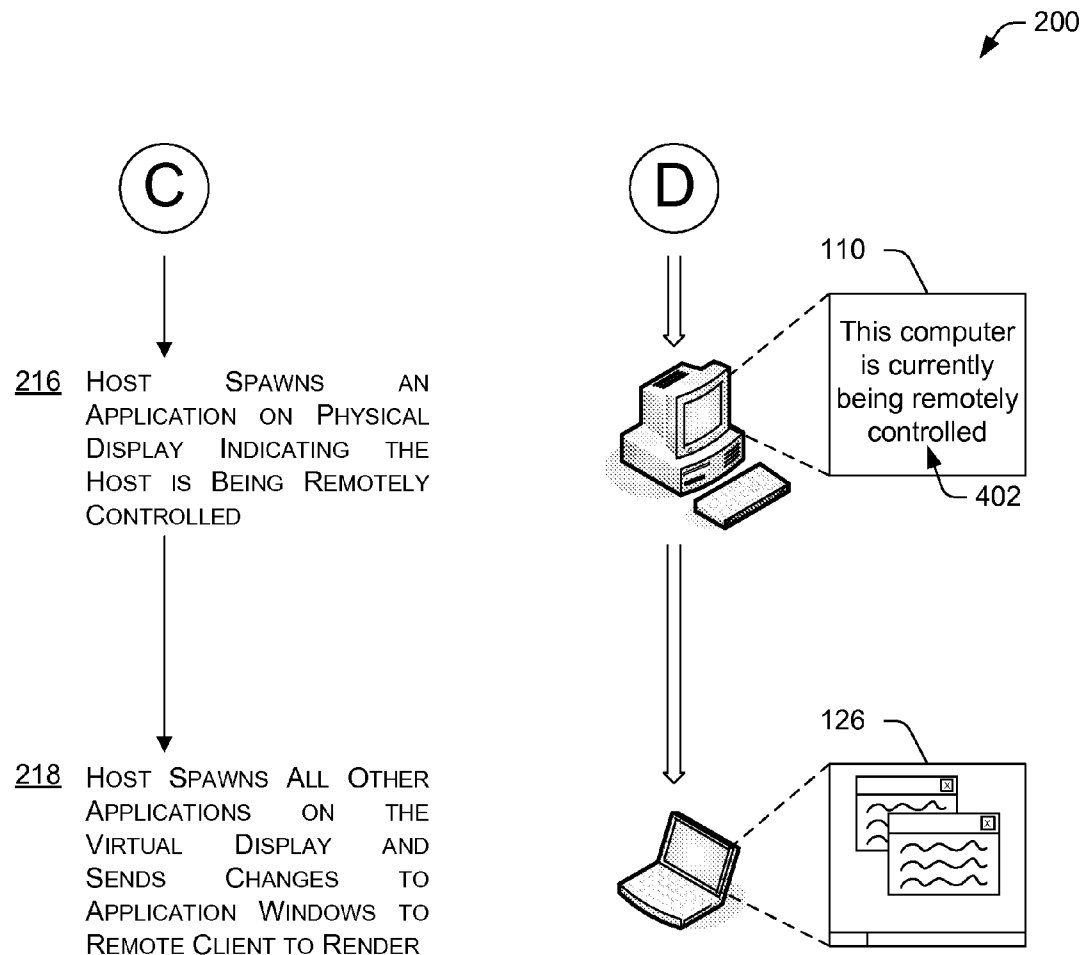 200
C
D
110
This computer
is currently
being remotely
controlled
402
216 HOST SPAWNS AN
APPLICATION ON PHYSICAL
DISPLAY INDICATING THE
HOST IS BEING REMOTELY
CONTROLLED
126
X
X
218 HOST SPAWNS ALL OTHER
APPLICATIONS ON THE
VIRTUAL DISPLAY AND
SENDS CHANGES TO
APPLICATION WINDOWS TO
REMOTE CLIENT TO RENDER